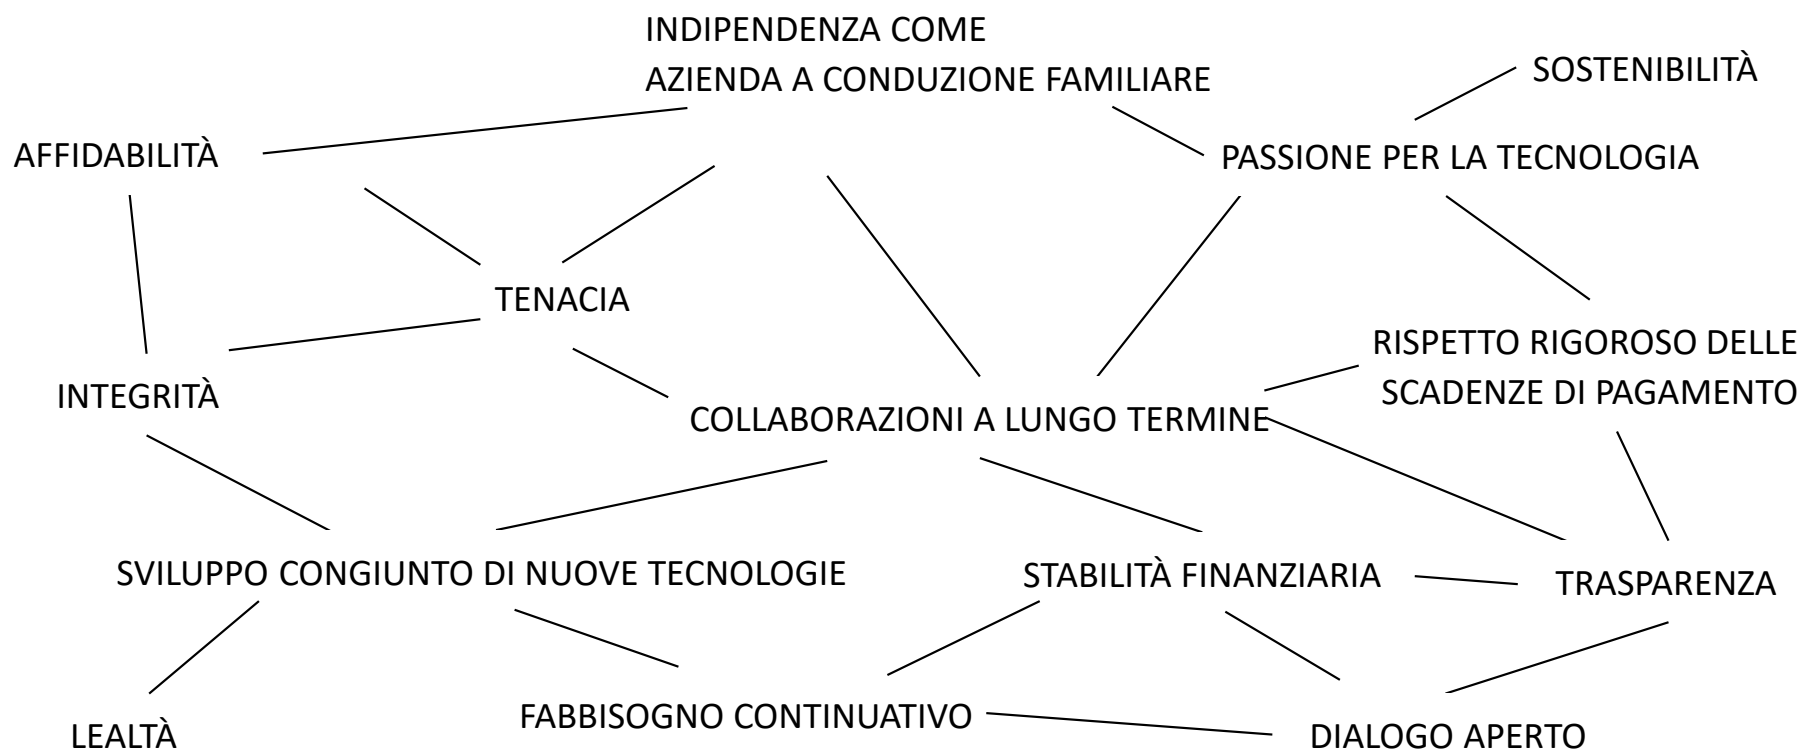 INDIPENDENZA COME
AZIENDA A CONDUZIONE FAMILIARE
SOSTENIBILITÀ
AFFIDABILITÀ
PASSIONE PER LA TECNOLOGIA
TENACIA
RISPETTO RIGOROSO DELLE
SCADENZE DI PAGAMENTO
INTEGRITÀ
COLLABORAZIONI A LUNGO TERMINE
SVILUPPO CONGIUNTO DI NUOVE TECNOLOGIE
STABILITÀ FINANZIARIA
TRASPARENZA
FABBISOGNO CONTINUATIVO
LEALTÀ
DIALOGO APERTO